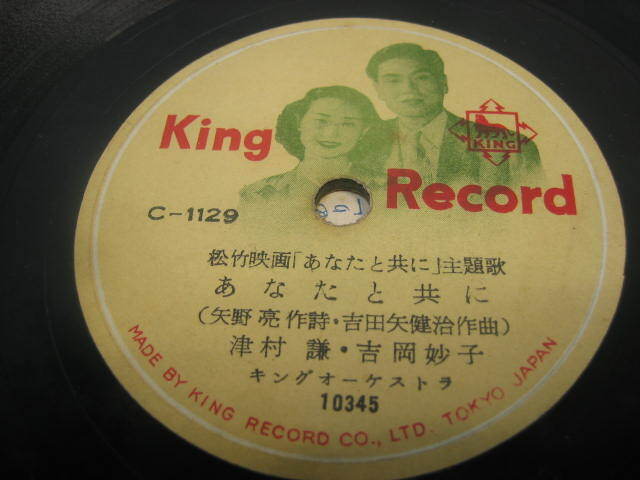 King
Record
KING
C-1129
松竹映画「あなたと共に」主題歌
あなたと共に
(矢野亮作詩・吉田矢健治作曲)
津村謙・吉岡妙子
キングオーケストラ
10345
MADE BY KING RECORD CO., LTD. TOKYO JAPAN